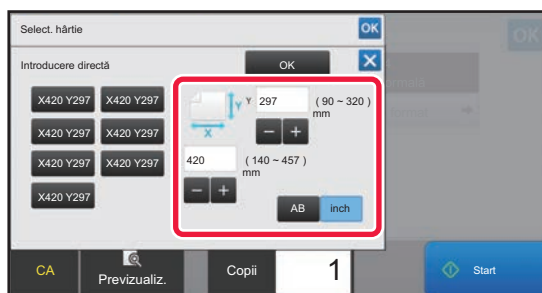 Select. hârtie
OK
OK
Introducere directă
OK
X420 Y297
X420 Y297
X420 Y297
X420 Y297
X420 Y297
X420 Y297
X420 Y297
Y
Y
297
( 90 ~ 320 )
mm
X
420
( 140 ~ 457 )
mm
AB
inch
CA
Previzualiz.
Copii
1
Start